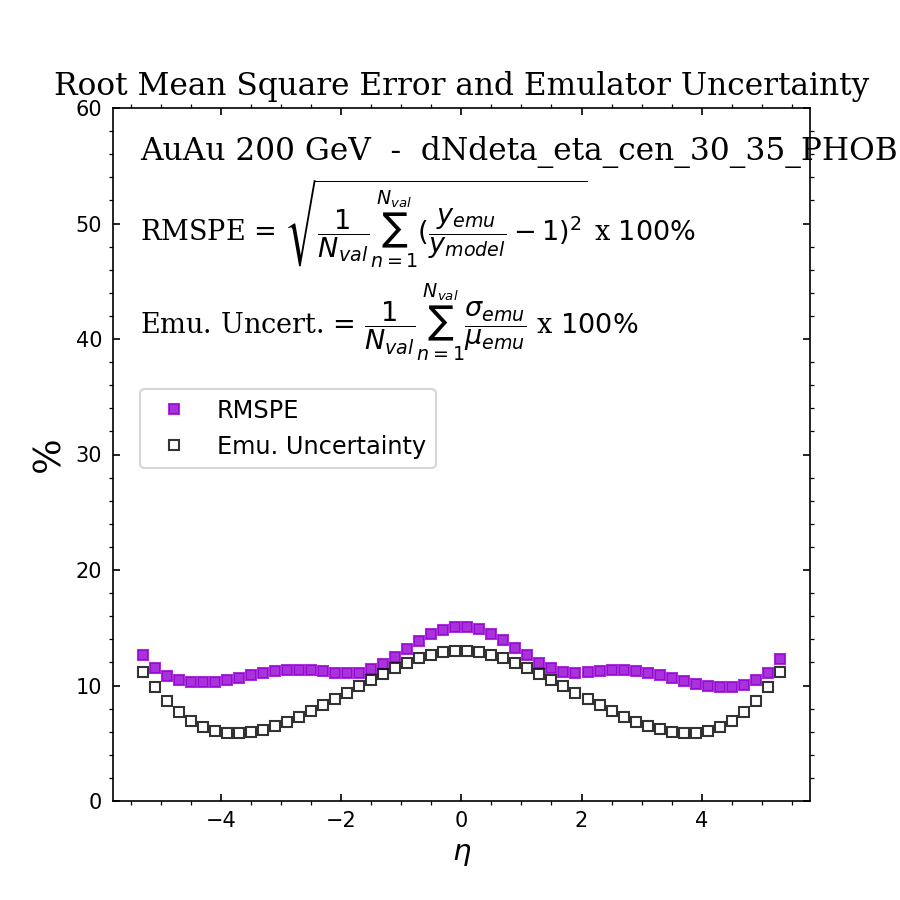 Root Mean Square Error and Emulator Uncertainty
AuAu 200 GeV - dNdeta_eta_cen_30_35_PHOB
RMSPE = √(1/N_val ∑_{n=1}^{N_val} (y_emu/y_model − 1)²) x 100%
Emu. Uncert. = 1/N_val ∑_{n=1}^{N_val} σ_emu/μ_emu x 100%
RMSPE
Emu. Uncertainty
%
60
50
40
30
20
10
0
−4 −2 0 2 4
η